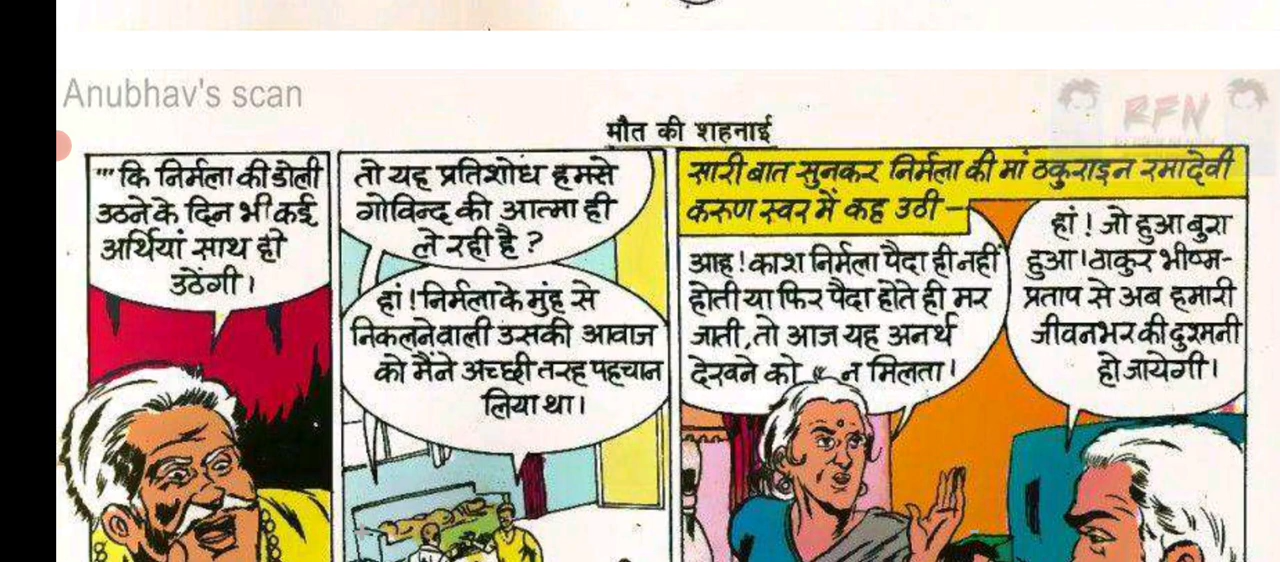 Anubhav's scan
RFN
मौत की शहनाई
"'कि निर्मला की डोली
उठने के दिन भी कई
अर्थियां साथ ही
उठेंगी।
तो यह प्रतिशोध हमसे
गोविन्द की आत्मा ही
ले रही है ?
हां ! निर्मला के मुंह से
निकलने वाली उसकी आवाज
को मैंने अच्छी तरह पहचान
लिया था।
सारी बात सुनकर निर्मला की मां ठकुराइन रमादेवी
करूण स्वर में कह उठी —
आह ! काश निर्मला पैदा ही नहीं
होती या फिर पैदा होते ही मर
जाती, तो आज यह अनर्थ
देखने को न मिलता।
हां ! जो हुआ बुरा
हुआ। ठाकुर भीष्म-
प्रताप से अब हमारी
जीवनभर की दुश्मनी
हो जायेगी।